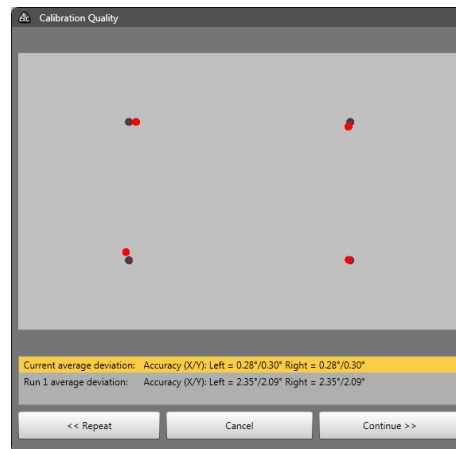 Calibration Quality
Current average deviation: Accuracy (X/Y): Left = 0.28°/0.30° Right = 0.28°/0.30°
Run 1 average deviation: Accuracy (X/Y): Left = 2.35°/2.09° Right = 2.35°/2.09°
<< Repeat Cancel Continue >>